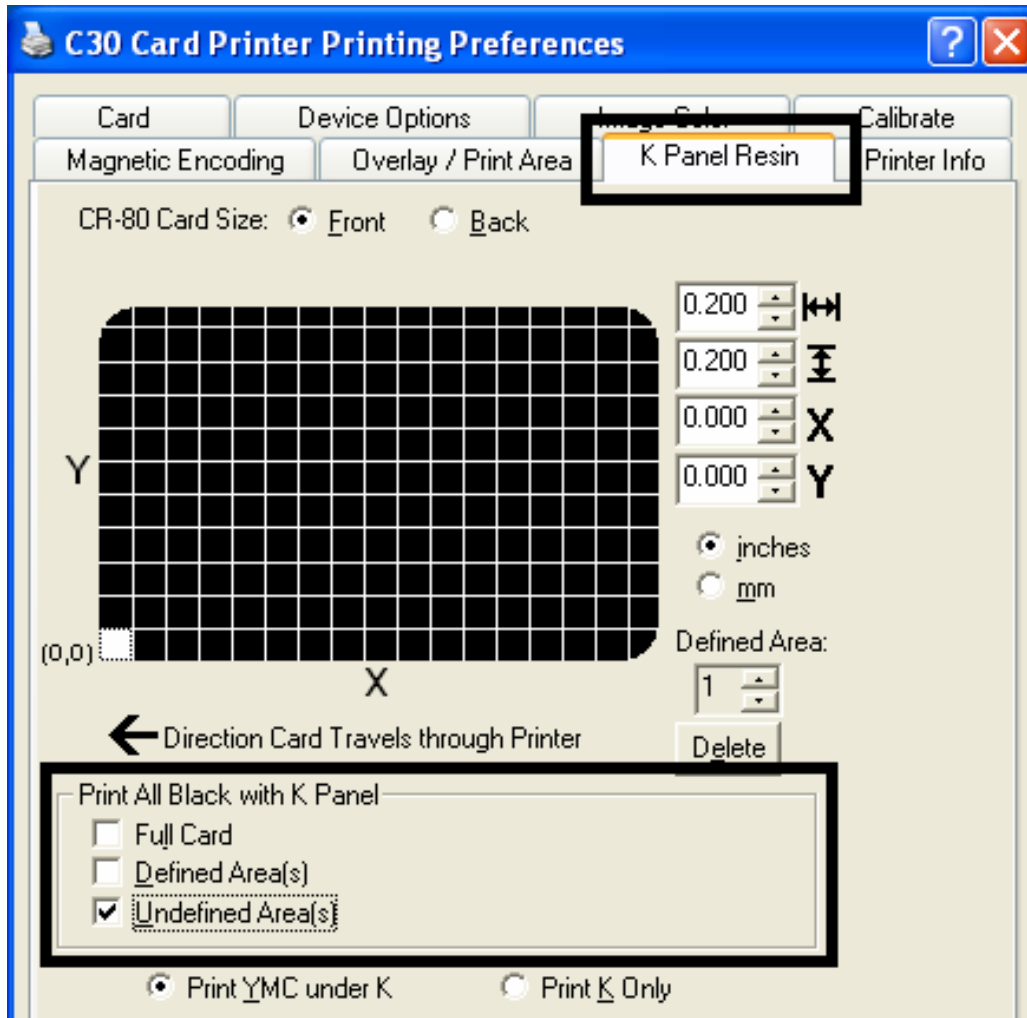 C30 Card Printer Printing Preferences
Card Device Options Image Color Calibrate
Magnetic Encoding Overlay / Print Area K Panel Resin Printer Info
CR-80 Card Size: Front Back
0.200
0.200
0.000 X
0.000 Y
Y
inches
mm
(0,0)
X
Defined Area:
1
Direction Card Travels through Printer
Delete
Print All Black with K Panel
Full Card
Defined Area(s)
Undefined Area(s)
Print YMC under K Print K Only